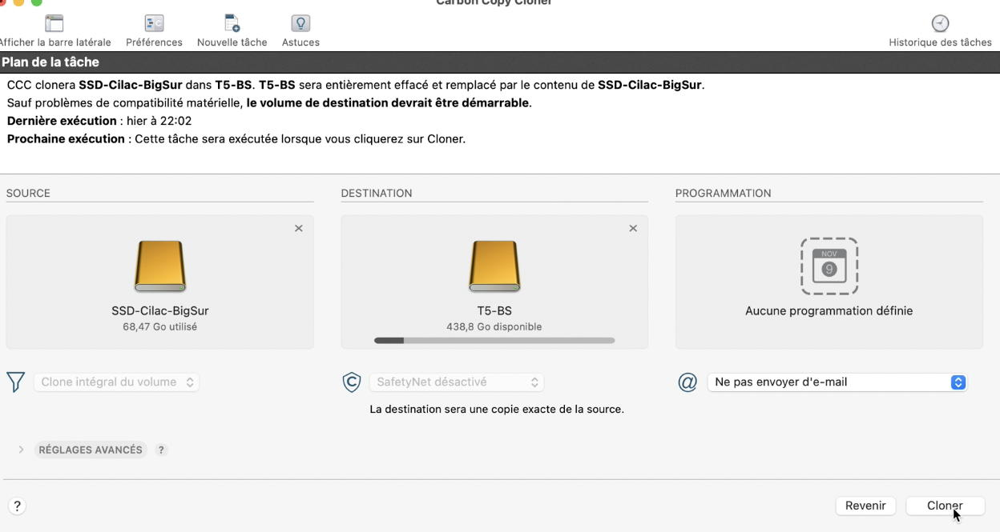 Carbon Copy Cloner
Afficher la barre latérale Préférences Nouvelle tâche Astuces Historique des tâches
Plan de la tâche
CCC clonera SSD-Cilac-BigSur dans T5-BS. T5-BS sera entièrement effacé et remplacé par le contenu de SSD-Cilac-BigSur.
Sauf problèmes de compatibilité matérielle, le volume de destination devrait être démarrable.
Dernière exécution : hier à 22:02
Prochaine exécution : Cette tâche sera exécutée lorsque vous cliquerez sur Cloner.
SOURCE
SSD-Cilac-BigSur
68,47 Go utilisé
Clone intégral du volume
DESTINATION
T5-BS
438,8 Go disponible
SafetyNet désactivé
La destination sera une copie exacte de la source.
PROGRAMMATION
NOV
9
Aucune programmation définie
@ Ne pas envoyer d'e-mail
RÉGLAGES AVANCÉS ?
? Revenir Cloner